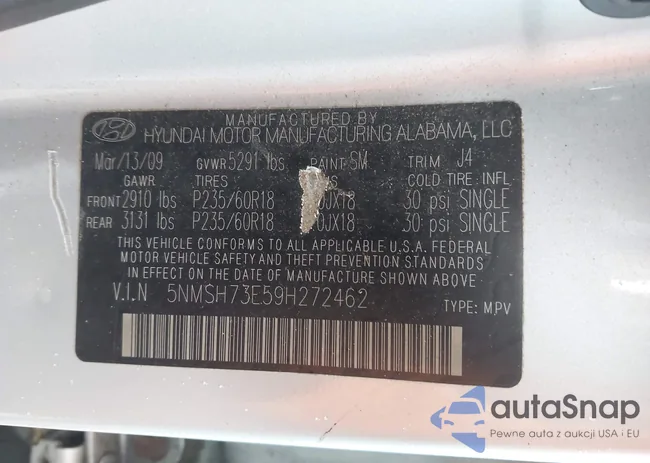 MANUFACTURED BY
HYUNDAI MOTOR MANUFACTURING ALABAMA, LLC
Mar/13/09 GVWR 5291 lbs PAINT SM TRIM J4
GAWR TIRES COLD TIRE INFL
FRONT 2910 lbs P235/60R18 0JX18 30 psi SINGLE
REAR 3131 lbs P235/60R18 0JX18 30 psi SINGLE
THIS VEHICLE CONFORMS TO ALL APPLICABLE U.S.A. FEDERAL
MOTOR VEHICLE SAFETY AND THEFT PREVENTION STANDARDS
IN EFFECT ON THE DATE OF MANUFACTURE SHOWN ABOVE
V.I.N 5NMSH73E59H272462 TYPE: MPV
autaSnap
Pewne auta z aukcji USA i EU